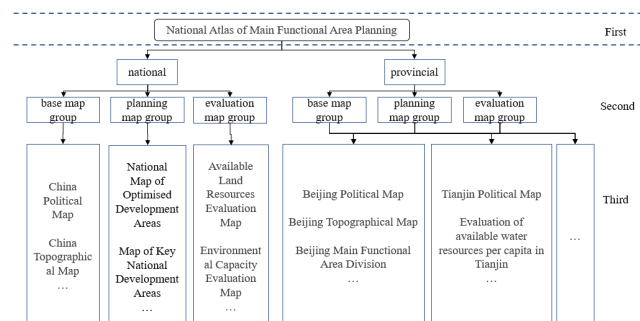 National Atlas of Main Functional Area Planning
First
national
provincial
base map
group
planning
map group
evaluation
map group
base map
group
planning
map group
evaluation
map group
Second
China
Political
Map
China
Topographic
al Map
…
National
Map of
Optimised
Development
Areas
Map of Key
National
Development
Areas
…
Available
Land
Resources
Evaluation
Map
Environment
al Capacity
Evaluation
Map
…
Beijing Political Map
Beijing Topographical Map
Beijing Main Functional
Area Division
…
Tianjin Political Map
Evaluation of
available water
resources per capita in
Tianjin
…
…
Third